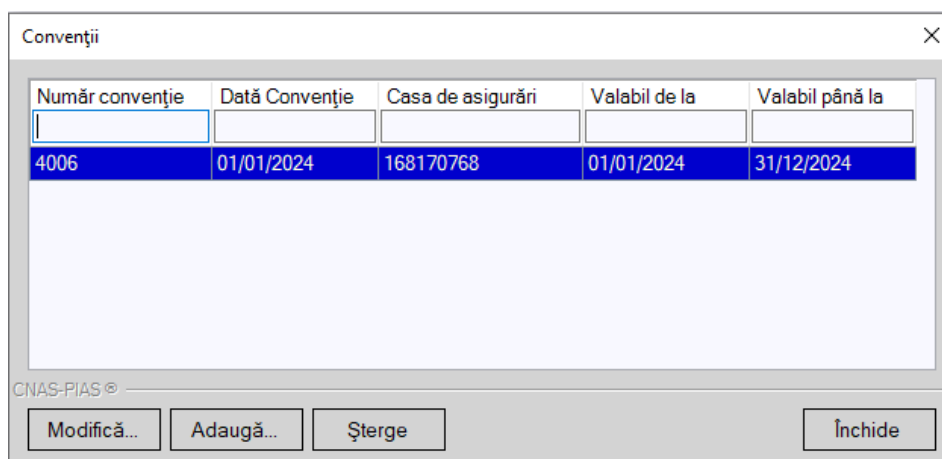 Convenţii
Număr convenţie Dată Convenţie Casa de asigurări Valabil de la Valabil până la
4006 01/01/2024 168170768 01/01/2024 31/12/2024
CNAS-PIAS ®
Modifică... Adaugă... Şterge Închide